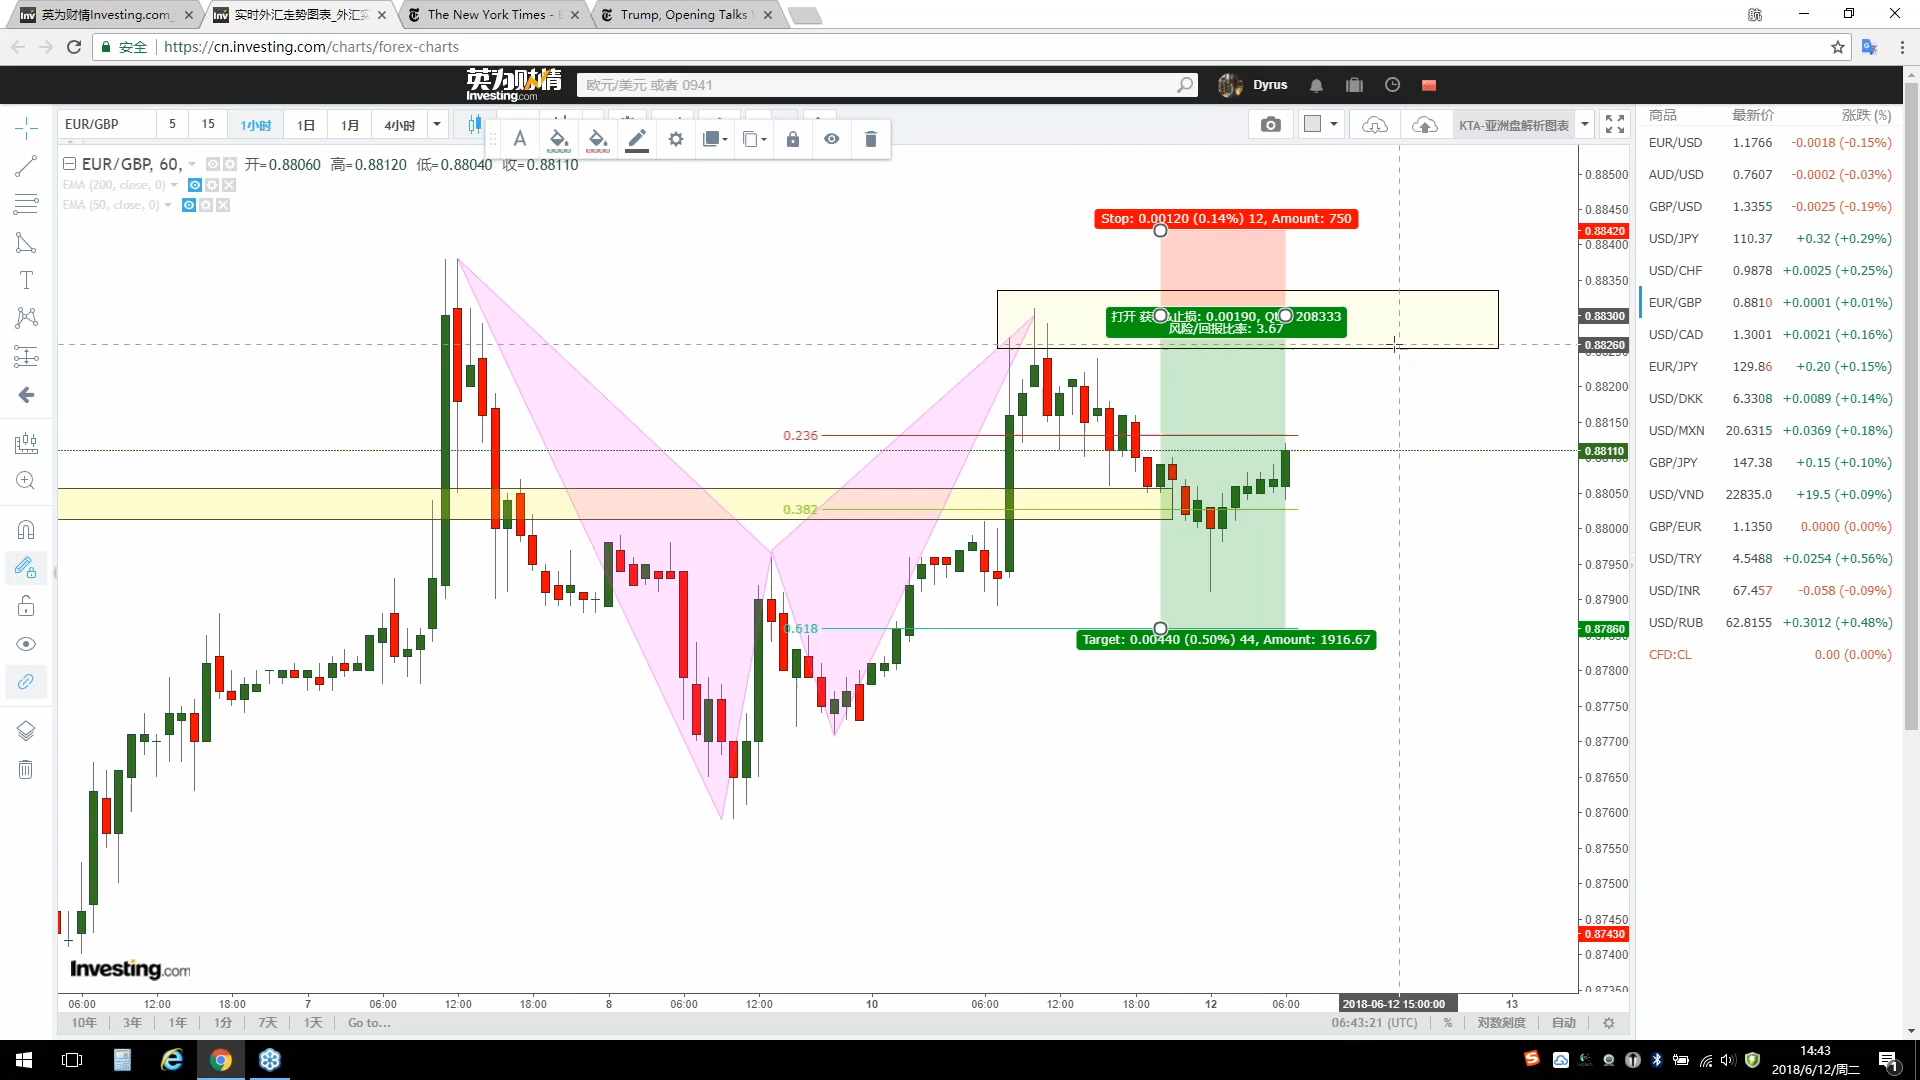 英为财情Investing.com
实时外汇走势图表_外汇实
The New York Times -
Trump, Opening Talks
航
安全 | https://cn.investing.com/charts/forex-charts
英为财情
Investing.com
欧元/美元 或者 0941
Dyrus
EUR/GBP 5 15 1小时 1日 1月 4小时
KTA-亚洲盘解析图表
EUR/GBP, 60, 开=0.88060 高=0.88120 低=0.88040 收=0.88110
EMA (200, close, 0)
EMA (50, close, 0)
Stop: 0.00120 (0.14%) 12, Amount: 750
风险/回报比率: 3.67
Target: 0.00440 (0.50%) 44, Amount: 1916.67
0.236
0.382
0.618
0.88500
0.88450
0.88420
0.88400
0.88350
0.88300
0.88260
0.88200
0.88150
0.88110
0.88050
0.88000
0.87950
0.87900
0.87860
0.87800
0.87750
0.87700
0.87650
0.87600
0.87550
0.87500
0.87450
0.87430
0.87400
0.87350
Investing.com
06:00 12:00 18:00 7 06:00 12:00 18:00 8 06:00 12:00 10 06:00 12:00 18:00 12 06:00 2018-06-12 15:00:00 13
10年 3年 1年 1分 7天 1天 Go to...
06:43:21 (UTC) % 对数刻度 自动
商品 最新价 涨跌 (%)
EUR/USD 1.1766 -0.0018 (-0.15%)
AUD/USD 0.7607 -0.0002 (-0.03%)
GBP/USD 1.3355 -0.0025 (-0.19%)
USD/JPY 110.37 +0.32 (+0.29%)
USD/CHF 0.9878 +0.0025 (+0.25%)
EUR/GBP 0.8810 +0.0001 (+0.01%)
USD/CAD 1.3001 +0.0021 (+0.16%)
EUR/JPY 129.86 +0.20 (+0.15%)
USD/DKK 6.3308 +0.0089 (+0.14%)
USD/MXN 20.6315 +0.0369 (+0.18%)
GBP/JPY 147.38 +0.15 (+0.10%)
USD/VND 22835.0 +19.5 (+0.09%)
GBP/EUR 1.1350 0.0000 (0.00%)
USD/TRY 4.5488 +0.0254 (+0.56%)
USD/INR 67.457 -0.058 (-0.09%)
USD/RUB 62.8155 +0.3012 (+0.48%)
CFD:CL 0.00 (0.00%)
14:43
2018/6/12/周二
1